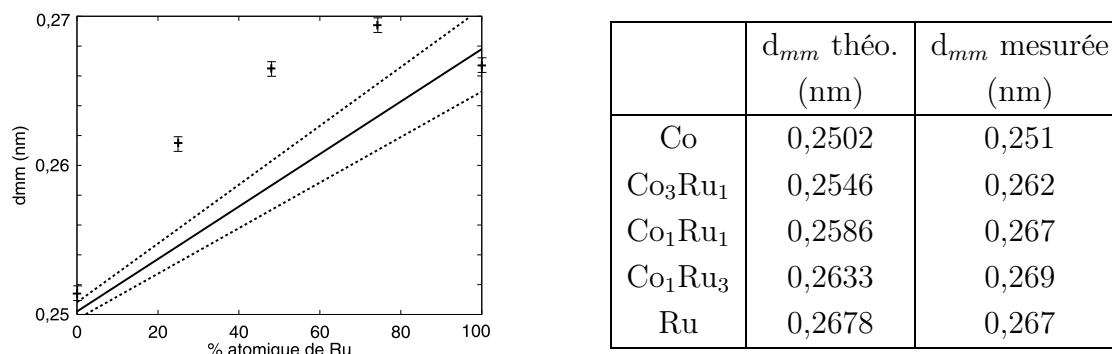 0,27
0,26
0,25
dmm (nm)
0 20 40 60 80 100
% atomique de Ru
dmm théo. dmm mesurée
(nm) (nm)
Co 0,2502 0,251
Co3Ru1 0,2546 0,262
Co1Ru1 0,2586 0,267
Co1Ru3 0,2633 0,269
Ru 0,2678 0,267